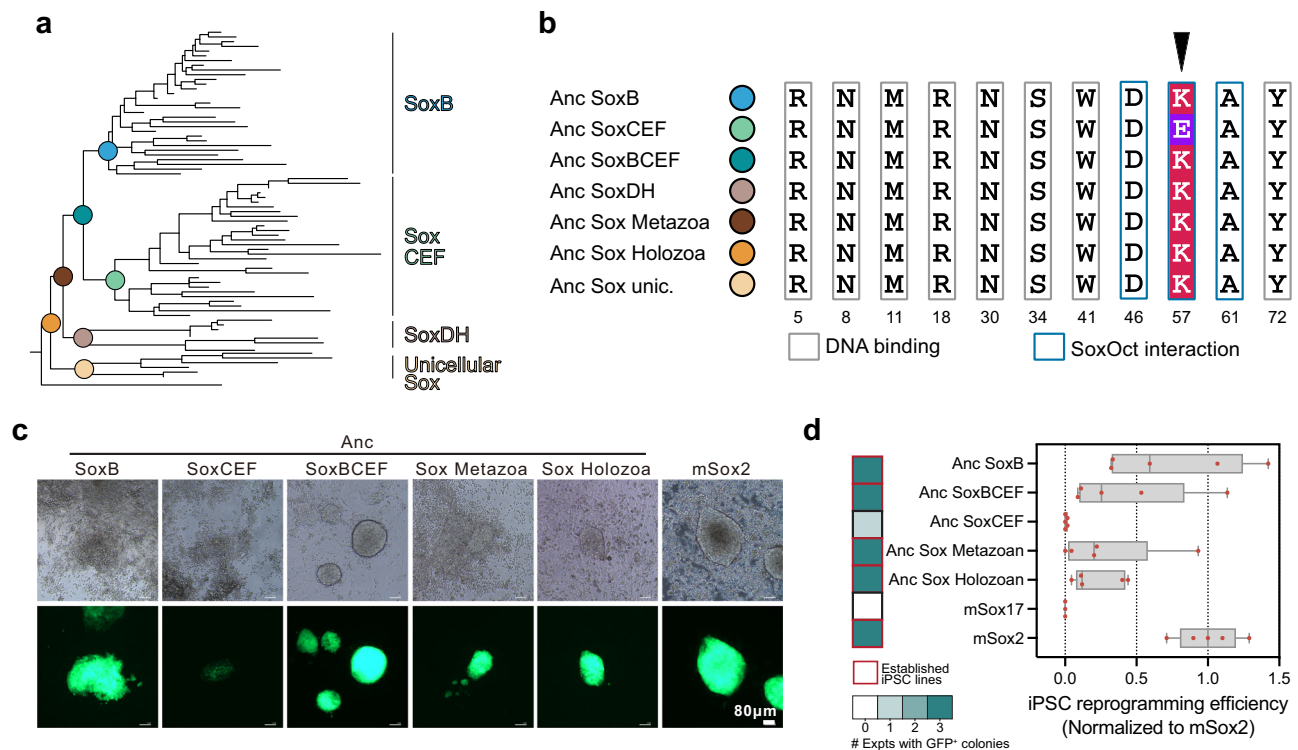 a
SoxB
Sox
CEF
SoxDH
Unicellular
Sox
b
Anc SoxB R N M R N S W D K A Y
Anc SoxCEF R N M R N S W D E A Y
Anc SoxBCEF R N M R N S W D K A Y
Anc SoxDH R N M R N S W D K A Y
Anc Sox Metazoa R N M R N S W D K A Y
Anc Sox Holozoa R N M R N S W D K A Y
Anc Sox unic. R N M R N S W D K A Y
5 8 11 18 30 34 41 46 57 61 72
DNA binding SoxOct interaction
c
Anc
SoxB SoxCEF SoxBCEF Sox Metazoa Sox Holozoa mSox2
80µm
d
Anc SoxB
Anc SoxBCEF
Anc SoxCEF
Anc Sox Metazoan
Anc Sox Holozoan
mSox17
mSox2
Established
iPSC lines
0 1 2 3
# Expts with GFP⁺ colonies
0.0 0.5 1.0 1.5
iPSC reprogramming efficiency
(Normalized to mSox2)